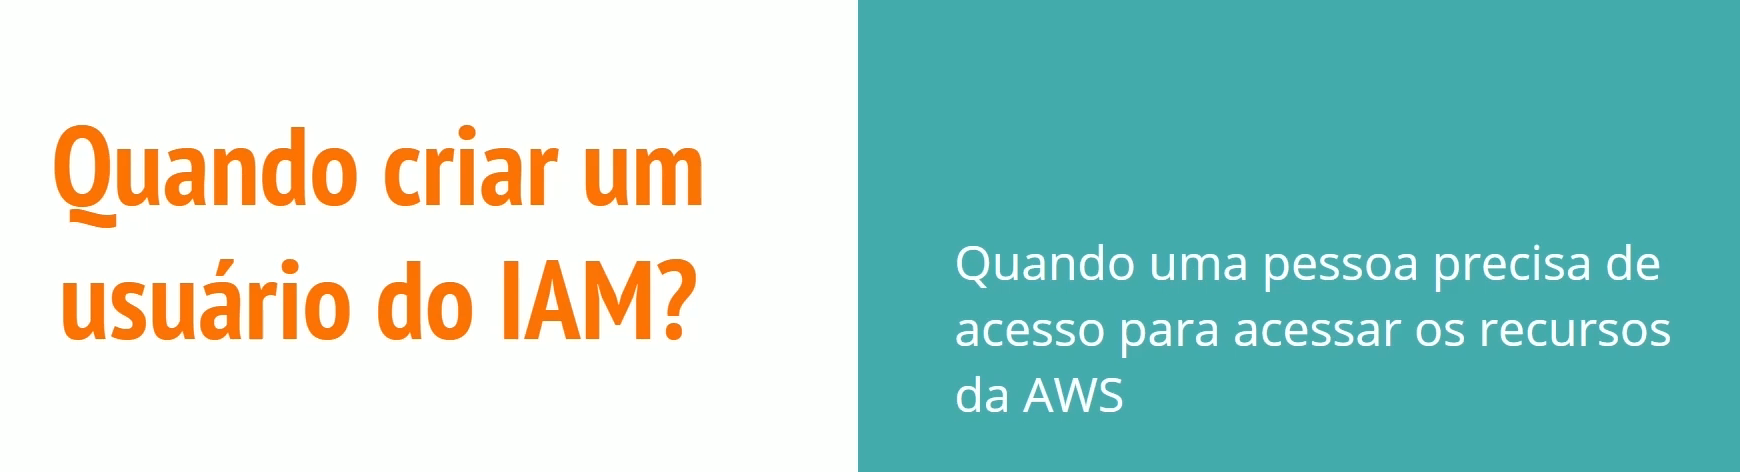 Quando criar um
usuário do IAM?
Quando uma pessoa precisa de
acesso para acessar os recursos
da AWS